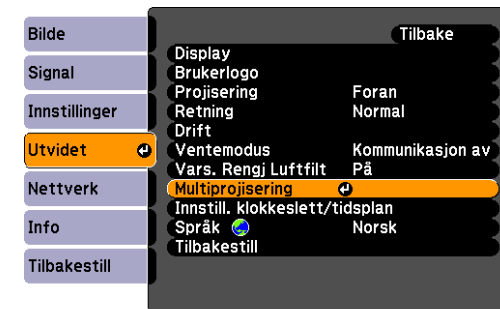 Bilde
Signal
Innstillinger
Utvidet
Nettverk
Info
Tilbakestill
Tilbake
Display
Brukerlogo
Projisering Foran
Retning Normal
Drift
Ventemodus Kommunikasjon av
Vars. Rengj Luftfilt På
Multiprojisering
Innstill. klokkeslett/tidsplan
Språk Norsk
Tilbakestill